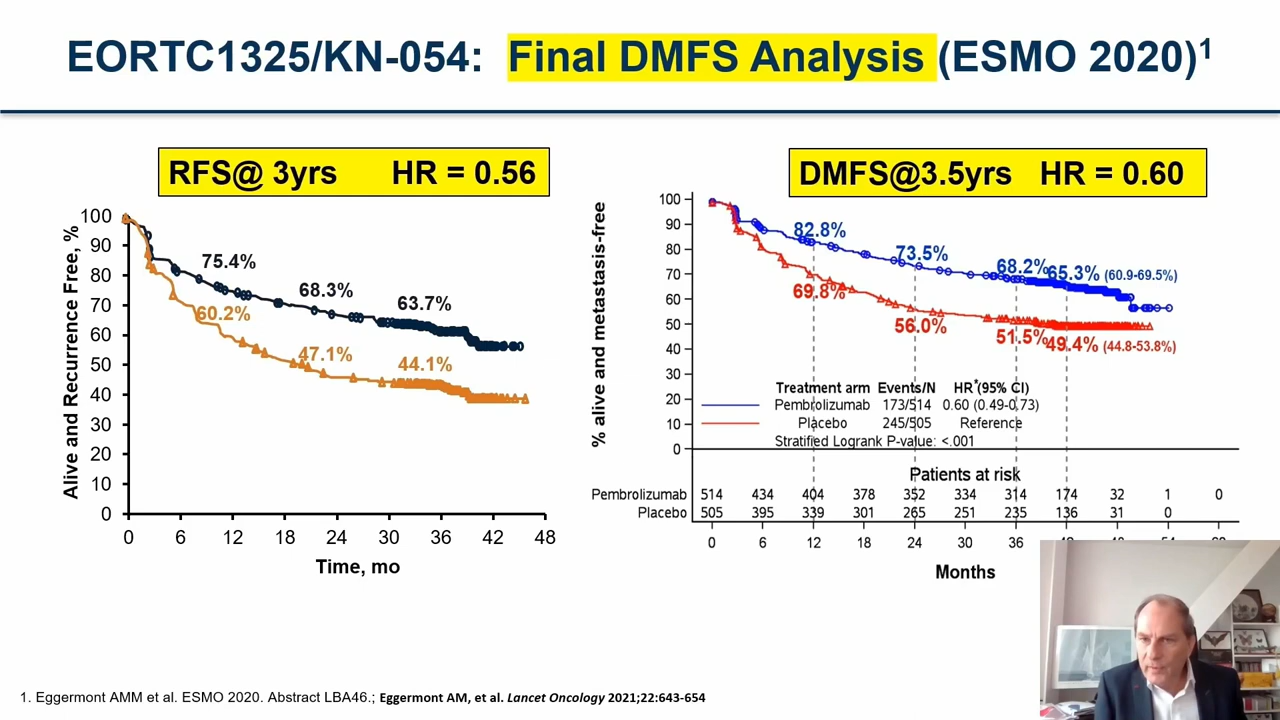 EORTC1325/KN-054: Final DMFS Analysis (ESMO 2020)1
RFS@ 3yrs HR = 0.56
Alive and Recurrence Free, %
100
90
80
70
60
50
40
30
20
10
0
75.4%
68.3%
63.7%
60.2%
47.1%
44.1%
0 6 12 18 24 30 36 42 48
Time, mo
DMFS@3.5yrs HR = 0.60
% alive and metastasis-free
100
90
80
70
60
50
40
30
20
10
0
82.8%
73.5%
68.2%
65.3% (60.9-69.5%)
69.8%
56.0%
51.5%
49.4% (44.8-53.8%)
Treatment arm Events/N HR*(95% CI)
Pembrolizumab 173/514 0.60 (0.49-0.73)
Placebo 245/505 Reference
Stratified Logrank P-value: <.001
Patients at risk
Pembrolizumab 514 434 404 378 352 334 314 174 32 1 0
Placebo 505 395 339 301 265 251 235 136 31 0
0 6 12 18 24 30 36
Months
1. Eggermont AMM et al. ESMO 2020. Abstract LBA46.; Eggermont AM, et al. Lancet Oncology 2021;22:643-654